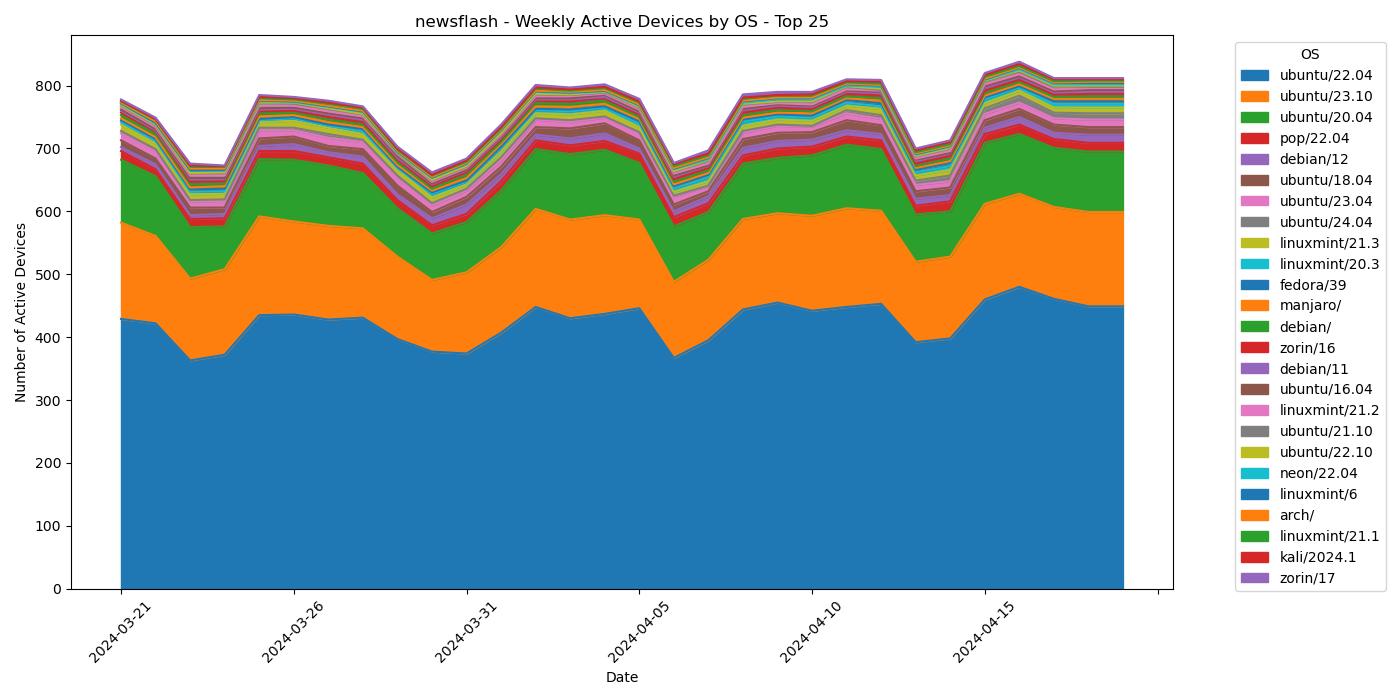 newsflash - Weekly Active Devices by OS - Top 25
Number of Active Devices
800
700
600
500
400
300
200
100
0
2024-03-21
2024-03-26
2024-03-31
2024-04-05
2024-04-10
2024-04-15
Date
OS
ubuntu/22.04
ubuntu/23.10
ubuntu/20.04
pop/22.04
debian/12
ubuntu/18.04
ubuntu/23.04
ubuntu/24.04
linuxmint/21.3
linuxmint/20.3
fedora/39
manjaro/
debian/
zorin/16
debian/11
ubuntu/16.04
linuxmint/21.2
ubuntu/21.10
ubuntu/22.10
neon/22.04
linuxmint/6
arch/
linuxmint/21.1
kali/2024.1
zorin/17